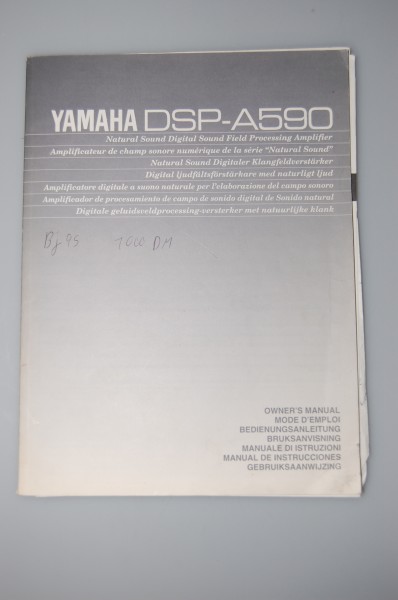 YAMAHA DSP-A590
Natural Sound Digital Sound Field Processing Amplifier
Amplificateur de champ sonore numérique de la série "Natural Sound"
Natural Sound Digitaler Klangfeldverstärker
Digital ljudfältsförstärkare med naturligt ljud
Amplificatore digitale a suono naturale per l'elaborazione del campo sonoro
Amplificador de procesamiento de campo de sonido digital de Sonido natural
Digitale geluidsveldprocessing-versterker met natuurlijke klank
Bj 95 1000 DM
OWNER'S MANUAL
MODE D'EMPLOI
BEDIENUNGSANLEITUNG
BRUKSANVISNING
MANUALE DI ISTRUZIONI
MANUAL DE INSTRUCCIONES
GEBRUIKSAANWIJZING